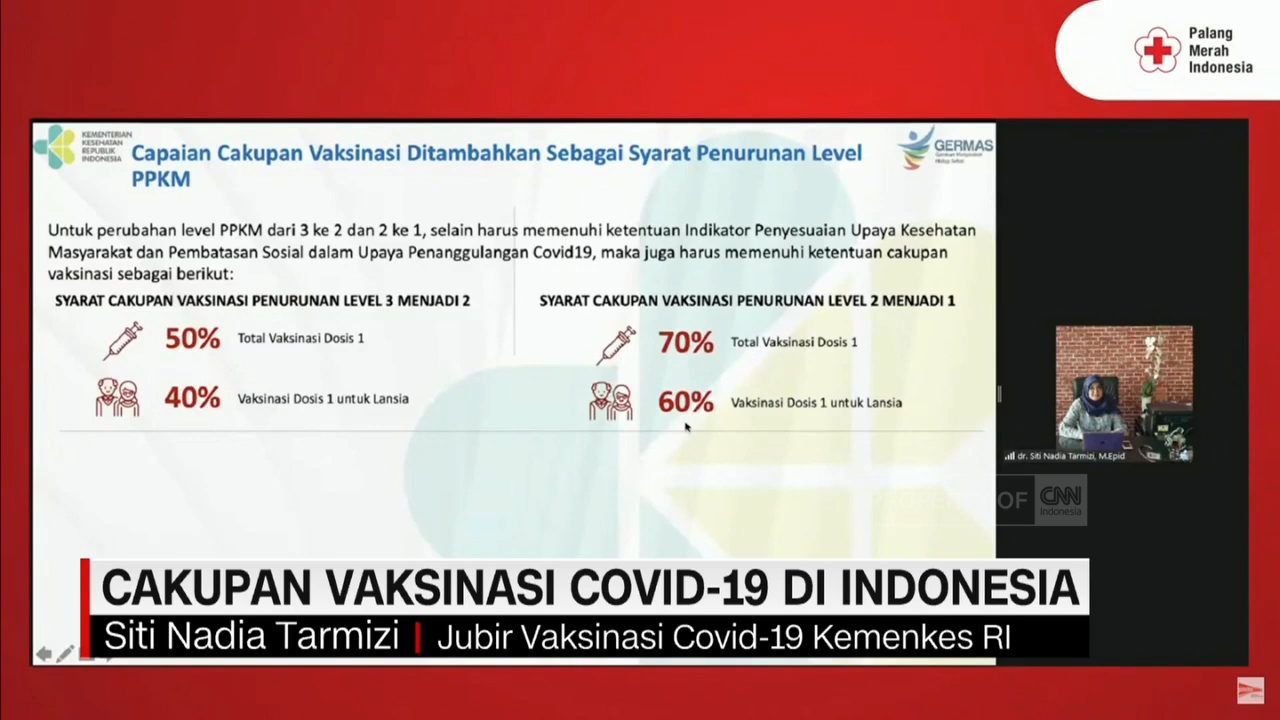 Palang
Merah
Indonesia
KEMENTERIAN
KESEHATAN
REPUBLIK
INDONESIA
Capaian Cakupan Vaksinasi Ditambahkan Sebagai Syarat Penurunan Level
PPKM
GERMAS
Untuk perubahan level PPKM dari 3 ke 2 dan 2 ke 1, selain harus memenuhi ketentuan Indikator Penyesuaian Upaya Kesehatan
Masyarakat dan Pembatasan Sosial dalam Upaya Penanggulangan Covid19, maka juga harus memenuhi ketentuan cakupan
vaksinasi sebagai berikut:
SYARAT CAKUPAN VAKSINASI PENURUNAN LEVEL 3 MENJADI 2
50% Total Vaksinasi Dosis 1
40% Vaksinasi Dosis 1 untuk Lansia
SYARAT CAKUPAN VAKSINASI PENURUNAN LEVEL 2 MENJADI 1
70% Total Vaksinasi Dosis 1
60% Vaksinasi Dosis 1 untuk Lansia
dr. Siti Nadia Tarmizi, M.Epid
OF
CNN
Indonesia
CAKUPAN VAKSINASI COVID-19 DI INDONESIA
Siti Nadia Tarmizi | Jubir Vaksinasi Covid-19 Kemenkes RI